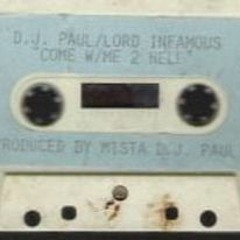 D.J. PAUL/LORD INFAMOUS
"COME W/ME 2 HELL"
PRODUCED BY MISTA D.J. PAUL